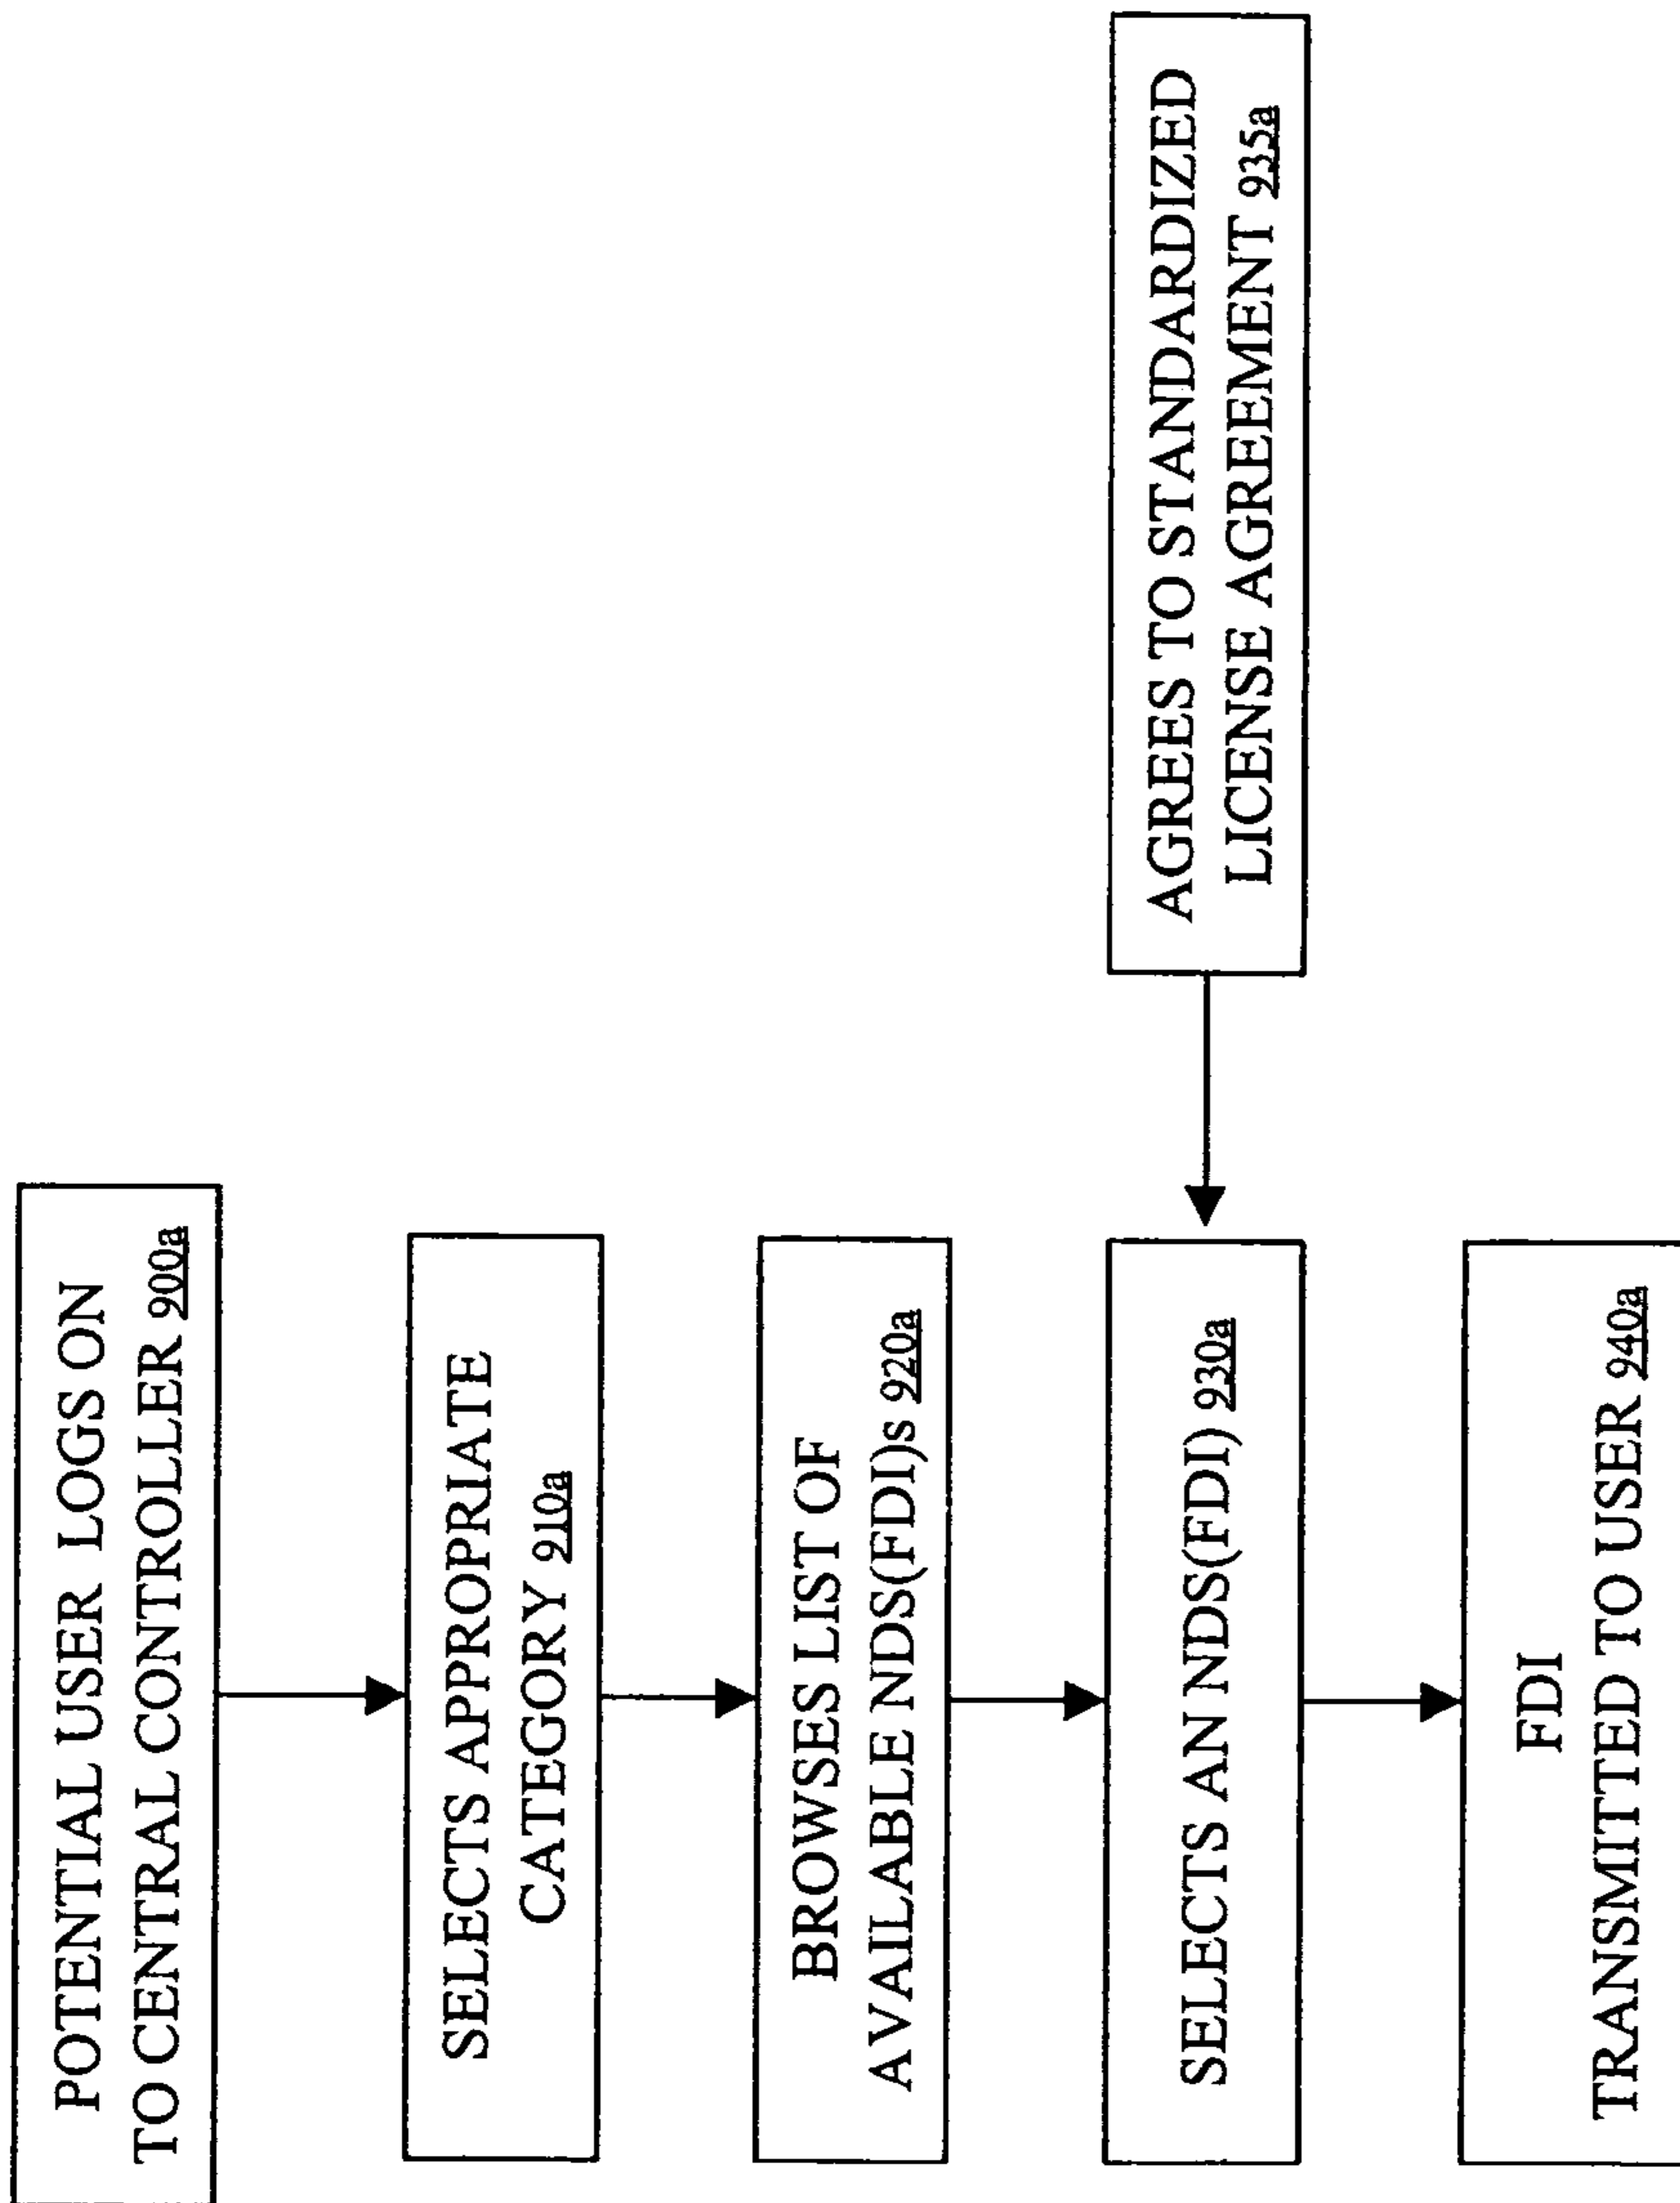 POTENTIAL USER LOGS ON
TO CENTRAL CONTROLLER 900a
SELECTS APPROPRIATE
CATEGORY 910a
BROWSES LIST OF
AVAILABLE NDS(FDI)s 920a
SELECTS AN NDS(FDI) 930a
AGREES TO STANDARDIZED
LICENSE AGREEMENT 935a
FDI
TRANSMITTED TO USER 940a